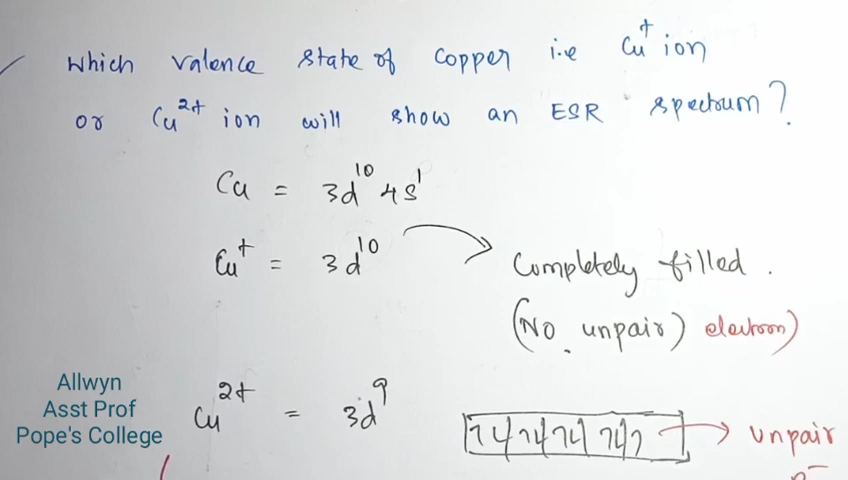 Which valence state of copper i.e Cu⁺ ion
or Cu²⁺ ion will show an ESR spectrum?
Cu = 3d¹⁰ 4s¹
Cu⁺ = 3d¹⁰
Completely filled.
(No unpair) electron)
Cu²⁺ = 3d⁹
unpair
Allwyn
Asst Prof
Pope's College